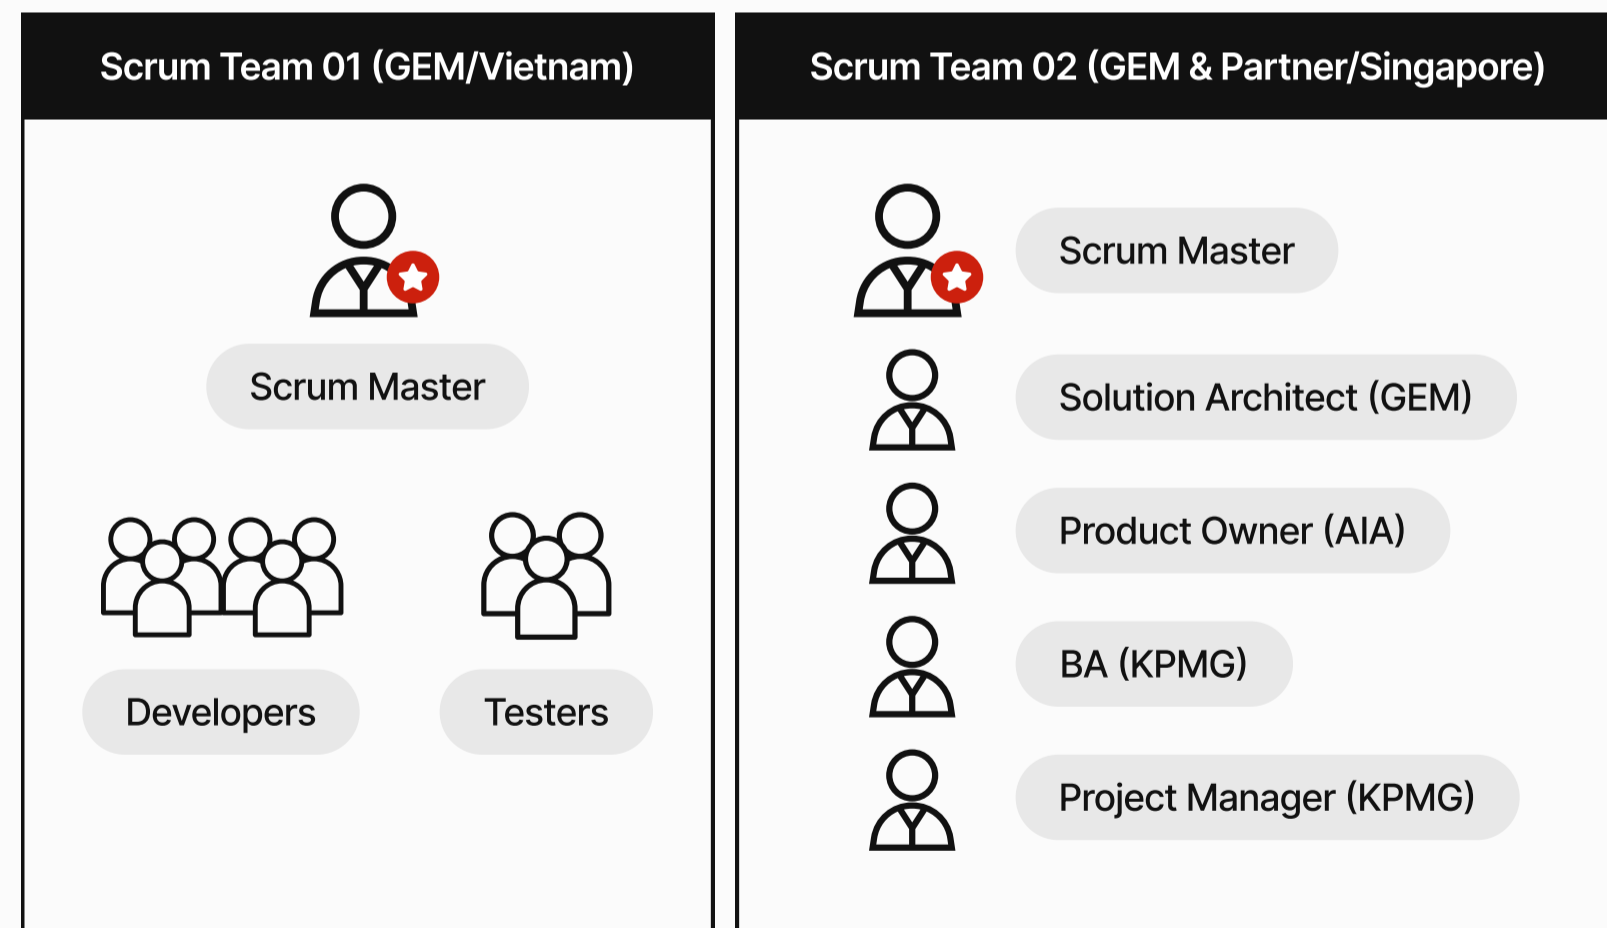 Scrum Team 01 (GEM/Vietnam)
Scrum Master
Developers
Testers
Scrum Team 02 (GEM & Partner/Singapore)
Scrum Master
Solution Architect (GEM)
Product Owner (AIA)
BA (KPMG)
Project Manager (KPMG)